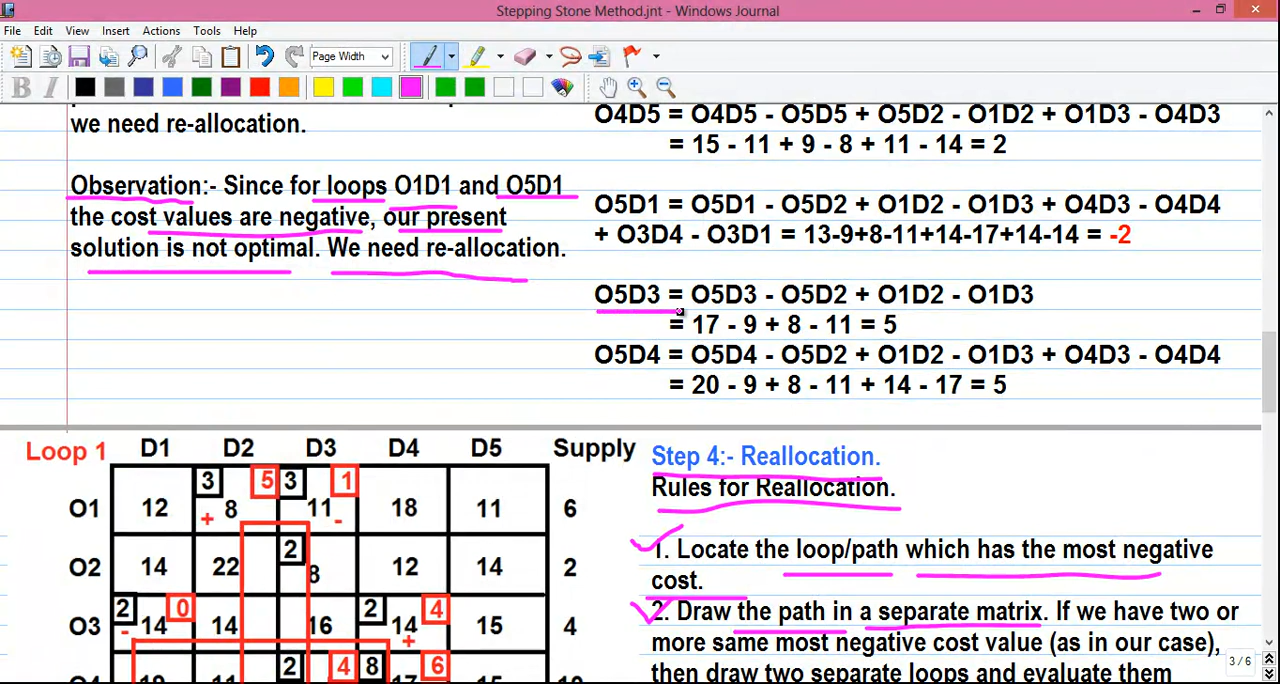 Stepping Stone Method.jnt - Windows Journal
File Edit View Insert Actions Tools Help
Page Width
B I
we need re-allocation.
Observation:- Since for loops O1D1 and O5D1
the cost values are negative, our present
solution is not optimal. We need re-allocation.
O4D5 = O4D5 - O5D5 + O5D2 - O1D2 + O1D3 - O4D3
= 15 - 11 + 9 - 8 + 11 - 14 = 2
O5D1 = O5D1 - O5D2 + O1D2 - O1D3 + O4D3 - O4D4
+ O3D4 - O3D1 = 13-9+8-11+14-17+14-14 = -2
O5D3 = O5D3 - O5D2 + O1D2 - O1D3
= 17 - 9 + 8 - 11 = 5
O5D4 = O5D4 - O5D2 + O1D2 - O1D3 + O4D3 - O4D4
= 20 - 9 + 8 - 11 + 14 - 17 = 5
Loop 1 D1 D2 D3 D4 D5 Supply
3 5 3 1
O1 12 8 11 18 11 6
+ -
2
O2 14 22 8 12 14 2
2 0 2 4
O3 14 14 16 14 15 4
- +
2 4 8 6
Step 4:- Reallocation.
Rules for Reallocation.
1. Locate the loop/path which has the most negative
cost.
2. Draw the path in a separate matrix. If we have two or
more same most negative cost value (as in our case),
then draw two separate loops and evaluate them
3 / 6